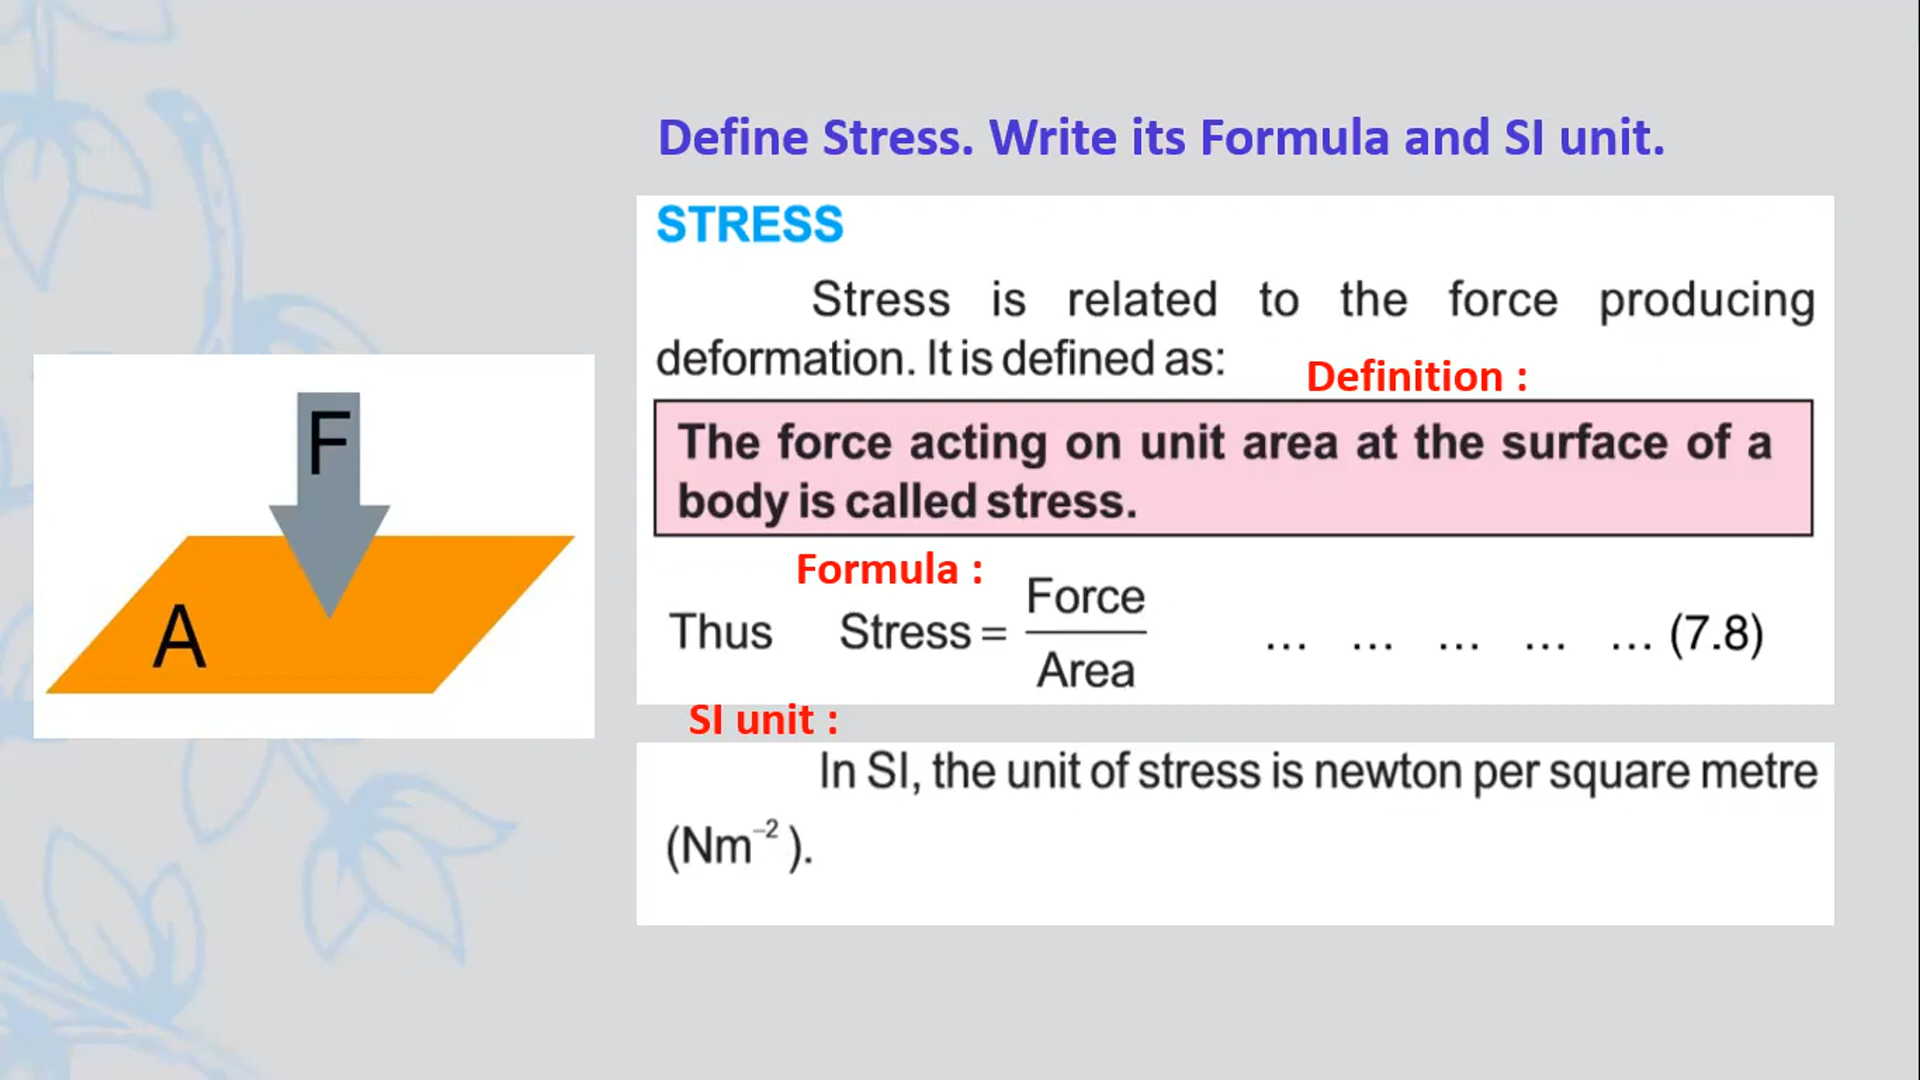 Define Stress. Write its Formula and SI unit.
STRESS
Stress is related to the force producing
deformation. It is defined as:
Definition :
The force acting on unit area at the surface of a
body is called stress.
Formula :
Thus Stress = Force
Area
... ... ... ... ... (7.8)
SI unit :
In SI, the unit of stress is newton per square metre
(Nm⁻²).
F
A